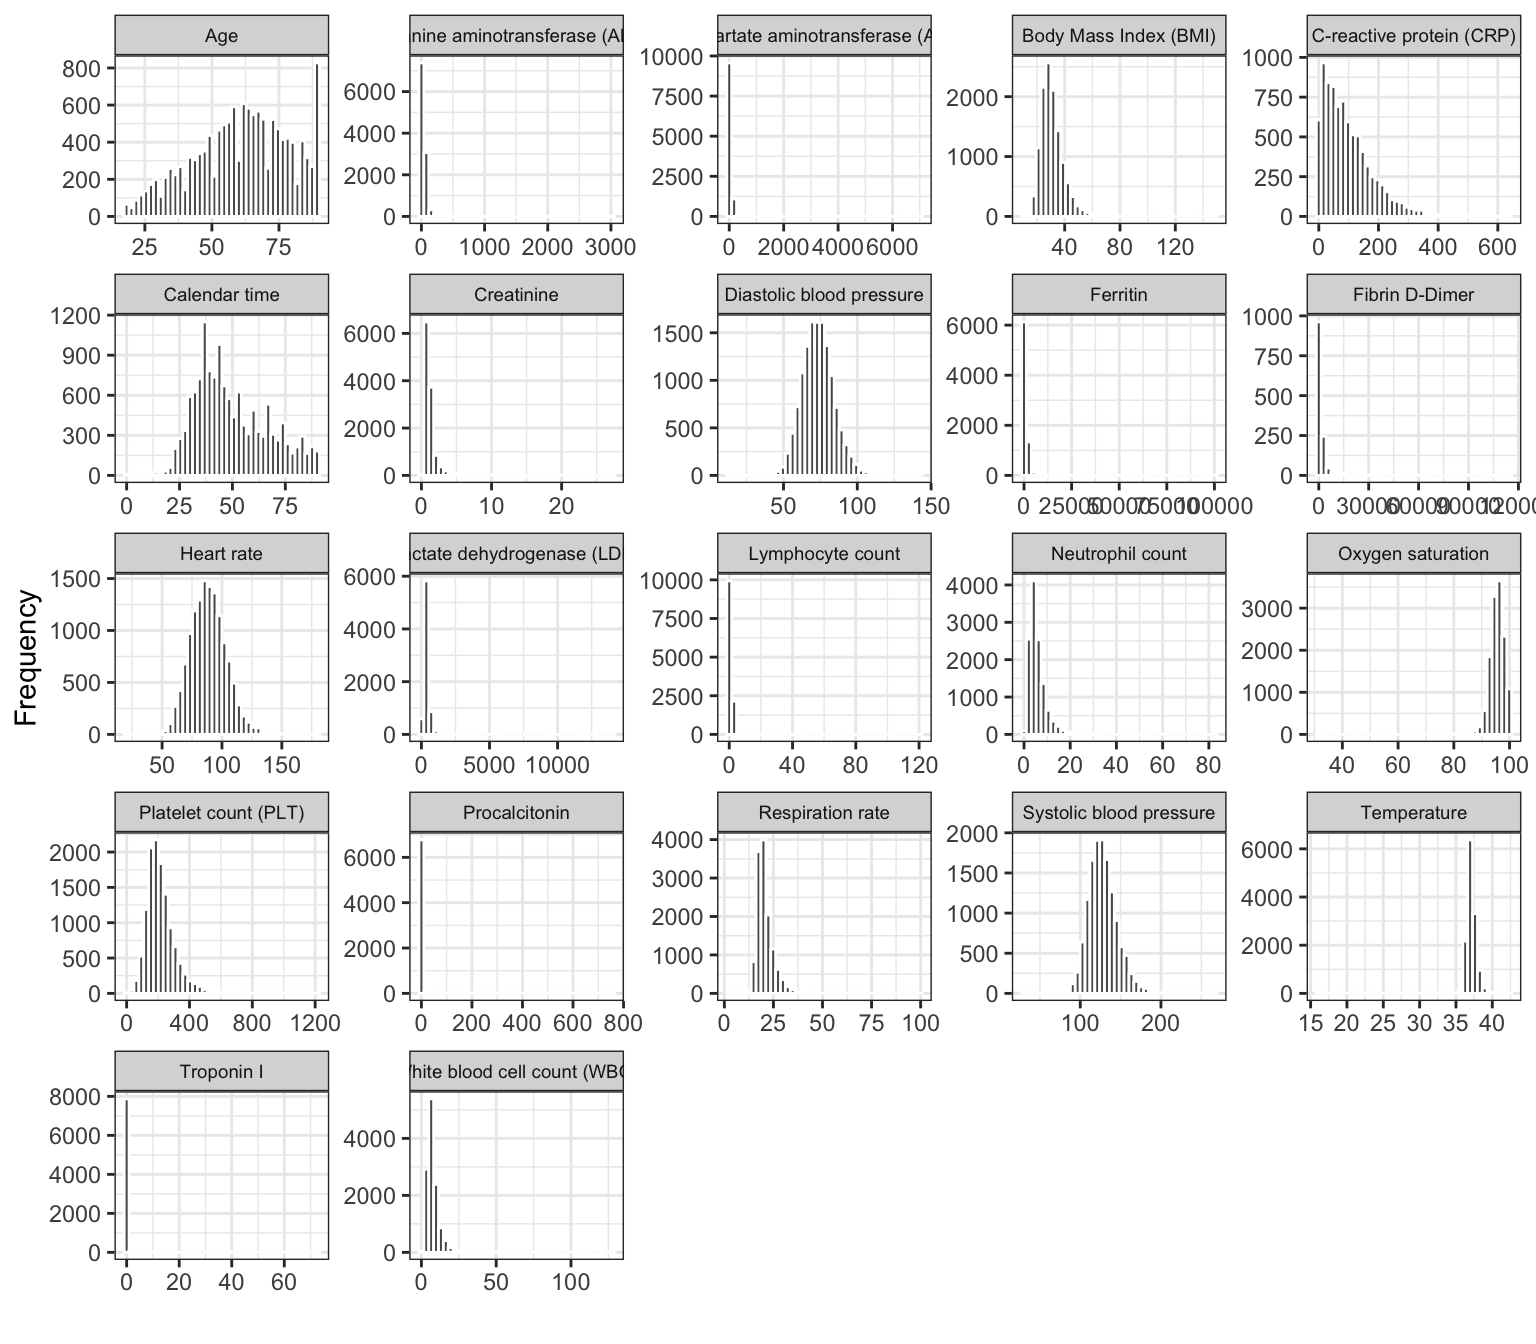 Age
nine aminotransferase (Al
artate aminotransferase (A
Body Mass Index (BMI)
C-reactive protein (CRP)
800
600
400
200
0
25 50 75
6000
4000
2000
0
0 1000 2000 3000
10000
7500
5000
2500
0
0 2000 4000 6000
2000
1000
0
40 80 120
1000
750
500
250
0
0 200 400 600
Calendar time
Creatinine
Diastolic blood pressure
Ferritin
Fibrin D-Dimer
1200
900
600
300
0
0 25 50 75
6000
4000
2000
0
0 10 20
1500
1000
500
0
50 100 150
6000
4000
2000
0
0 25000 50000 75000 100000
1000
750
500
250
0
0 30000 60000 90000 12000
Frequency
Heart rate
ctate dehydrogenase (LD
Lymphocyte count
Neutrophil count
Oxygen saturation
1500
1000
500
0
50 100 150
6000
4000
2000
0
0 5000 10000
10000
7500
5000
2500
0
0 40 80 120
4000
3000
2000
1000
0
0 20 40 60 80
3000
2000
1000
0
40 60 80 100
Platelet count (PLT)
Procalcitonin
Respiration rate
Systolic blood pressure
Temperature
2000
1500
1000
500
0
0 400 800 1200
6000
4000
2000
0
0 200 400 600 800
4000
3000
2000
1000
0
0 25 50 75 100
2000
1500
1000
500
0
100 200
6000
4000
2000
0
15 20 25 30 35 40
Troponin I
hite blood cell count (WBC
8000
6000
4000
2000
0
0 20 40 60
4000
2000
0
0 50 100